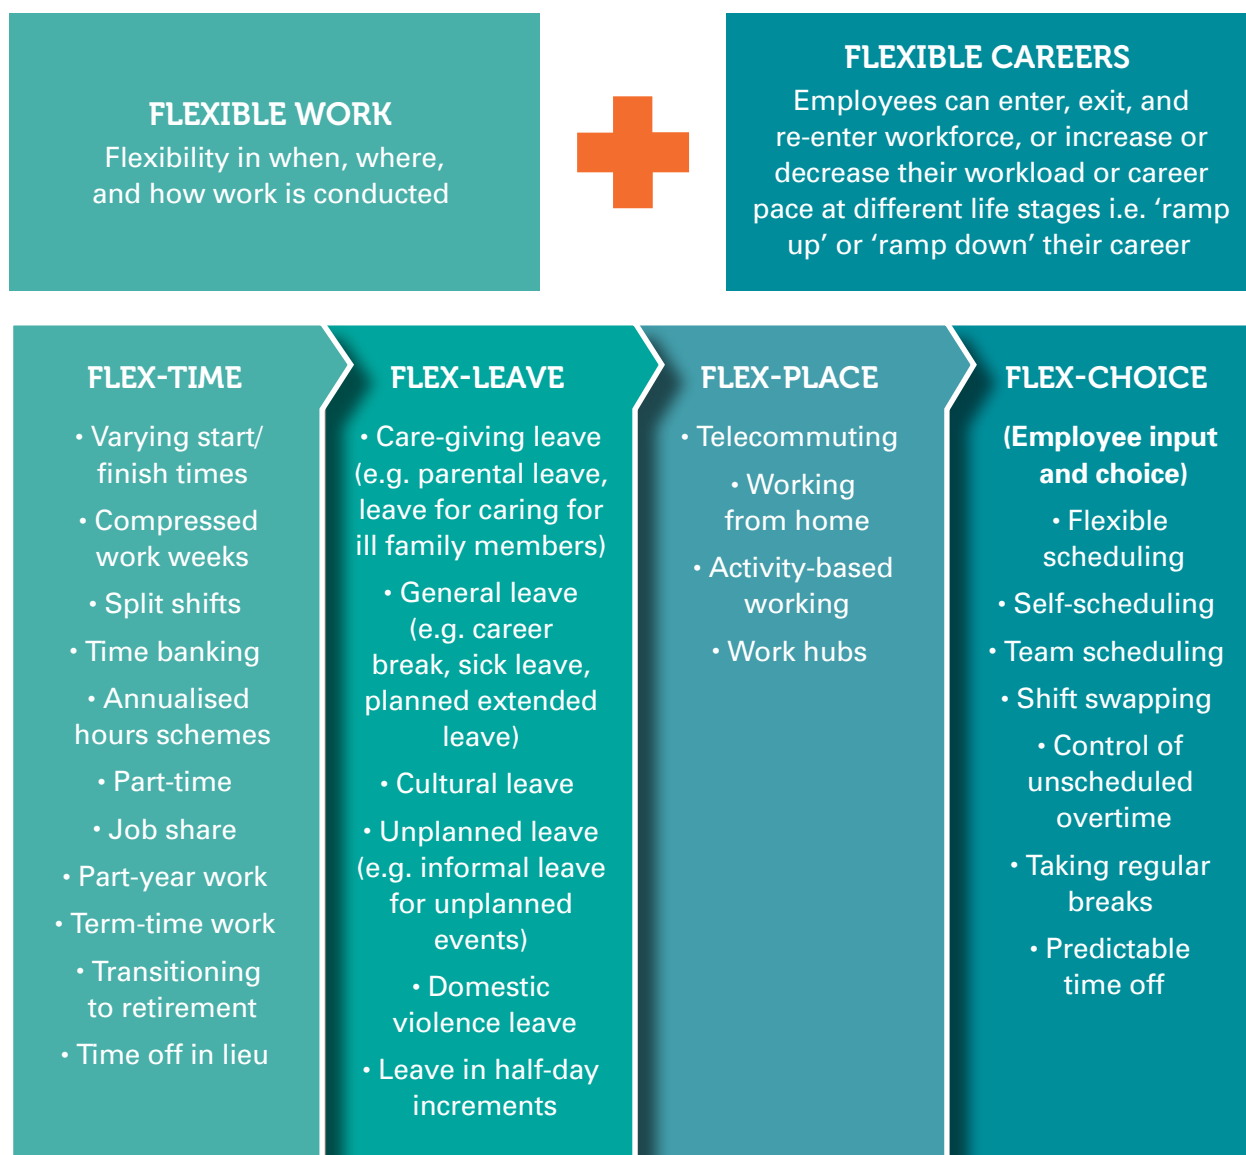 FLEXIBLE WORK
Flexibility in when, where,
and how work is conducted
FLEXIBLE CAREERS
Employees can enter, exit, and
re-enter workforce, or increase or
decrease their workload or career
pace at different life stages i.e. ‘ramp
up’ or ‘ramp down’ their career
FLEX-TIME
• Varying start/
finish times
• Compressed
work weeks
• Split shifts
• Time banking
• Annualised
hours schemes
• Part-time
• Job share
• Part-year work
• Term-time work
• Transitioning
to retirement
• Time off in lieu
FLEX-LEAVE
• Care-giving leave
(e.g. parental leave,
leave for caring for
ill family members)
• General leave
(e.g. career
break, sick leave,
planned extended
leave)
• Cultural leave
• Unplanned leave
(e.g. informal leave
for unplanned
events)
• Domestic
violence leave
• Leave in half-day
increments
FLEX-PLACE
• Telecommuting
• Working
from home
• Activity-based
working
• Work hubs
FLEX-CHOICE
(Employee input
and choice)
• Flexible
scheduling
• Self-scheduling
• Team scheduling
• Shift swapping
• Control of
unscheduled
overtime
• Taking regular
breaks
• Predictable
time off